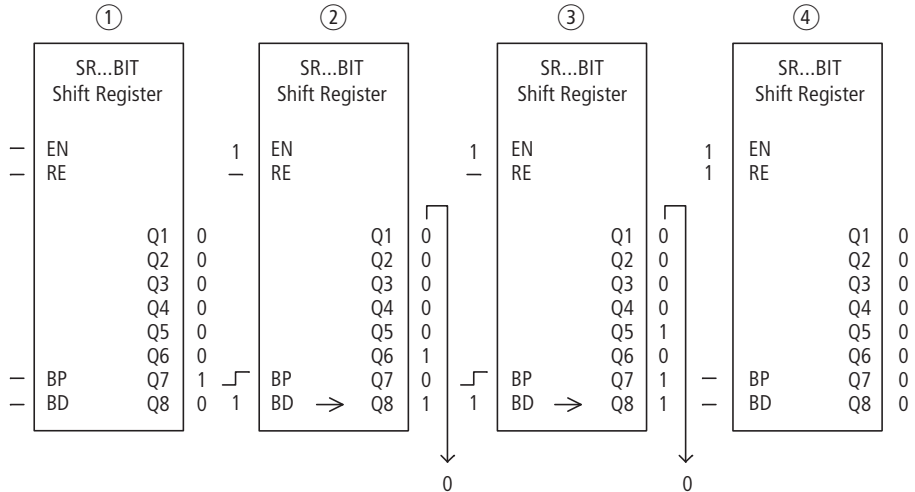 1 2 3 4
SR...BIT SR...BIT SR...BIT SR...BIT
Shift Register Shift Register Shift Register Shift Register
– EN 1 EN 1 EN 1 EN
– RE – RE – RE 1 RE
Q1 0 Q1 0 Q1 0 Q1 0
Q2 0 Q2 0 Q2 0 Q2 0
Q3 0 Q3 0 Q3 0 Q3 0
Q4 0 Q4 0 Q4 0 Q4 0
Q5 0 Q5 0 Q5 1 Q5 0
Q6 0 Q6 1 Q6 0 Q6 0
– BP Q7 1 BP Q7 0 BP Q7 1 – BP Q7 0
– BD Q8 0 1 BD → Q8 1 1 BD → Q8 1 – BD Q8 0
0 0